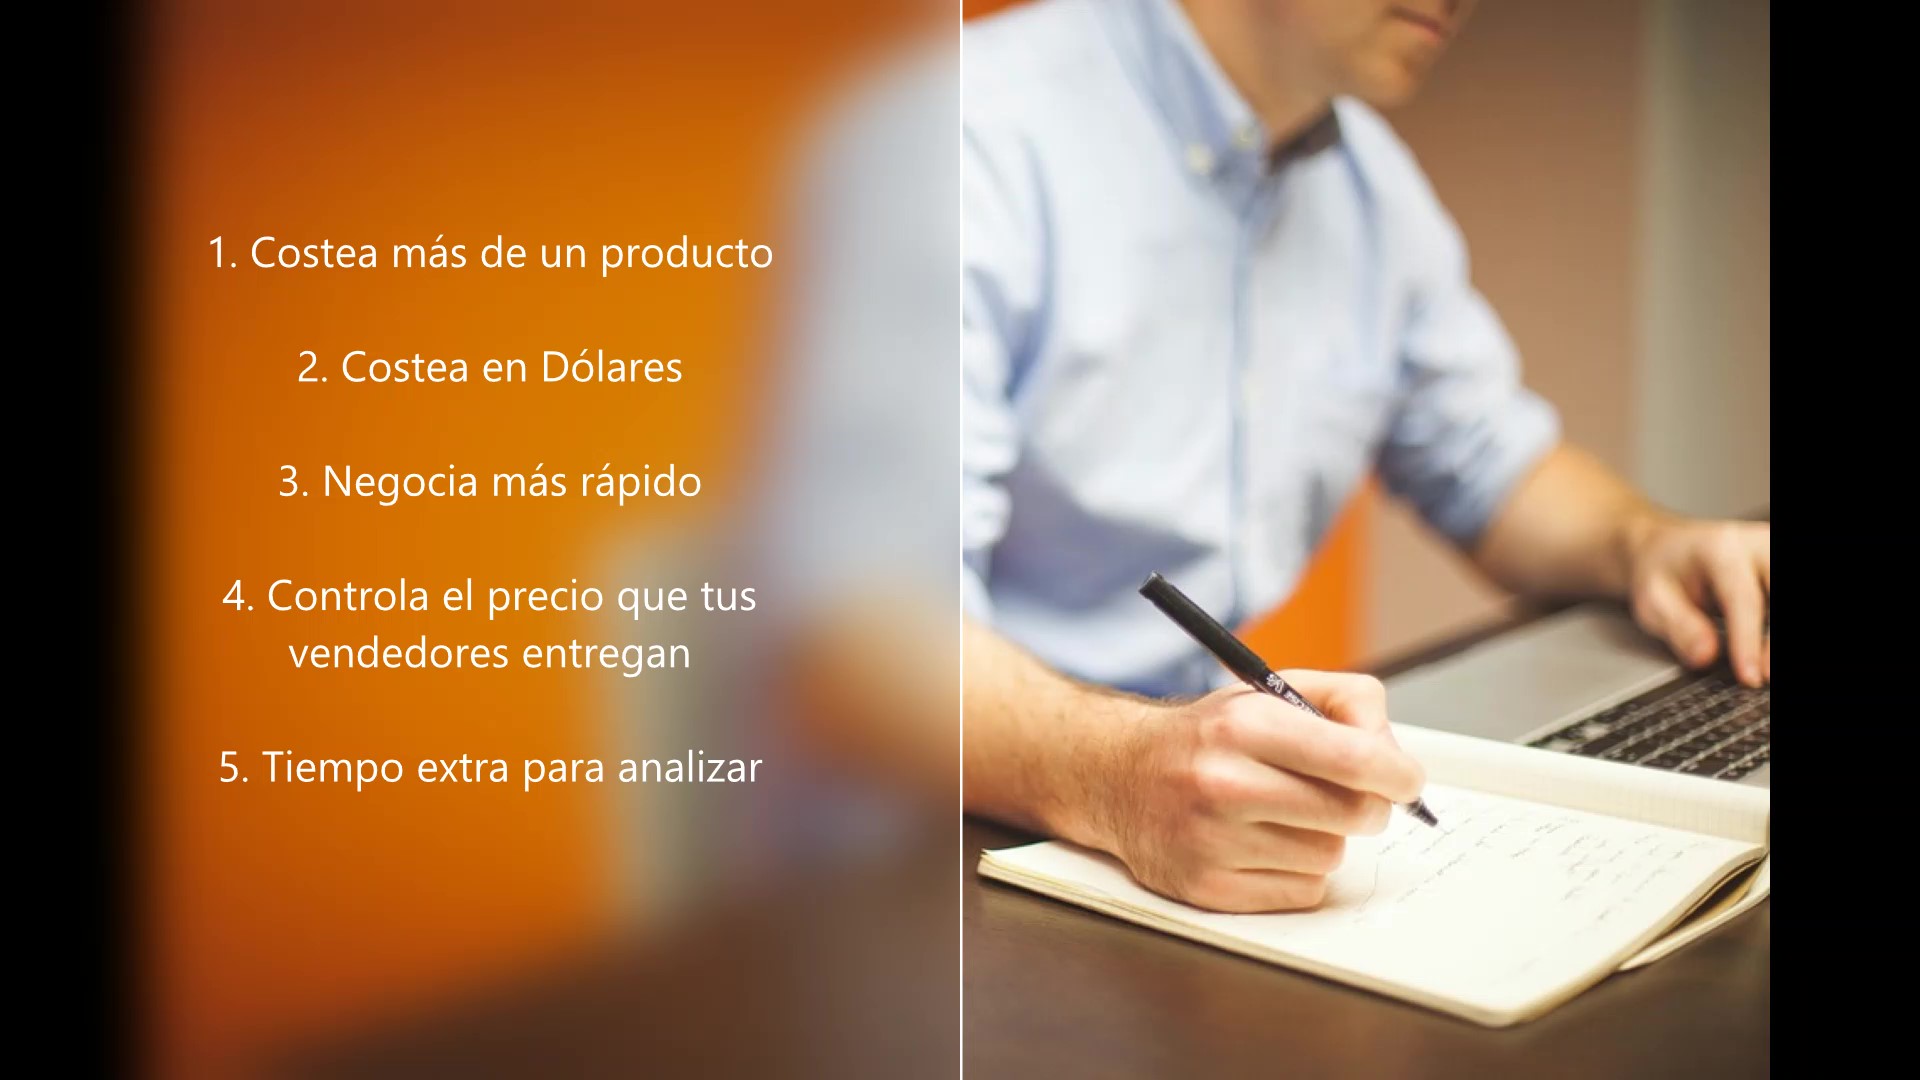 1. Costea más de un producto
2. Costea en Dólares
3. Negocia más rápido
4. Controla el precio que tus
vendedores entregan
5. Tiempo extra para analizar